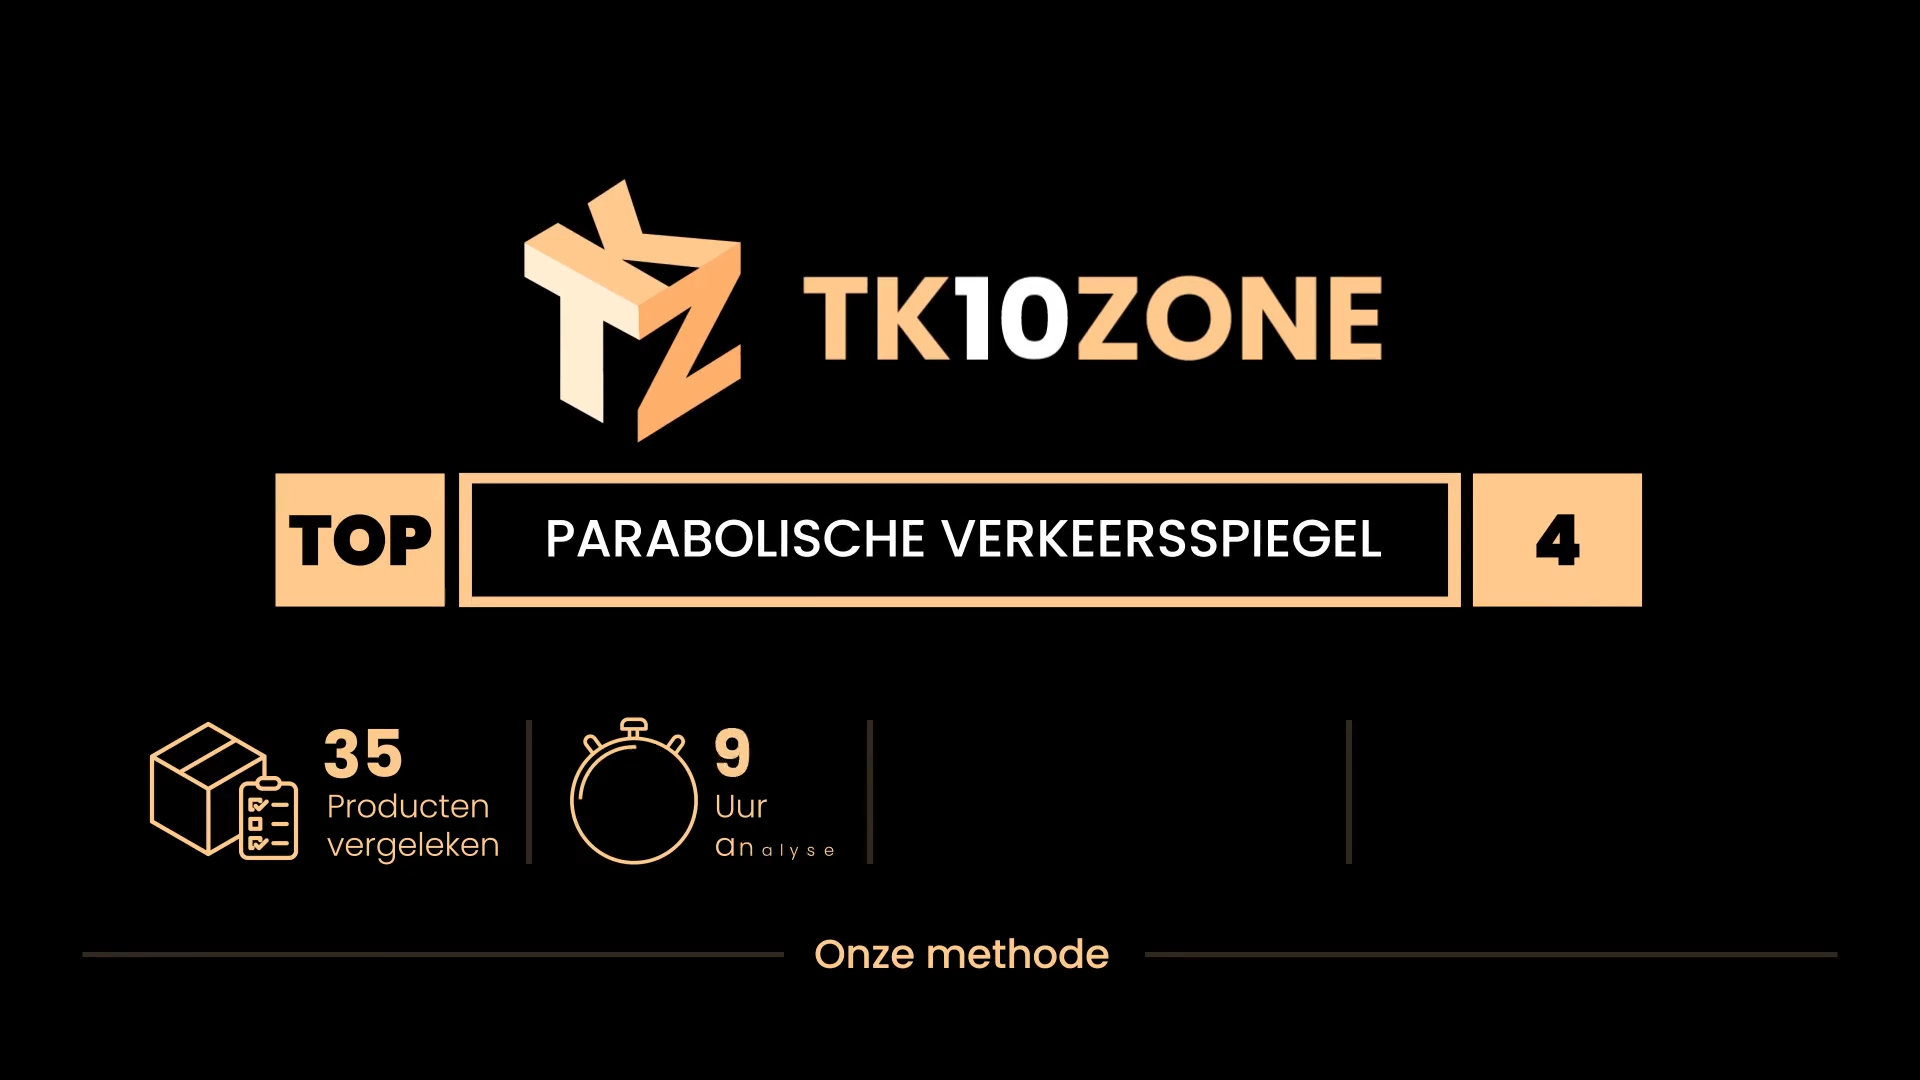 TK10ZONE
TOP
PARABOLISCHE VERKEERSSPIEGEL
4
35
Producten
vergeleken
9
Uur
analyse
Onze methode